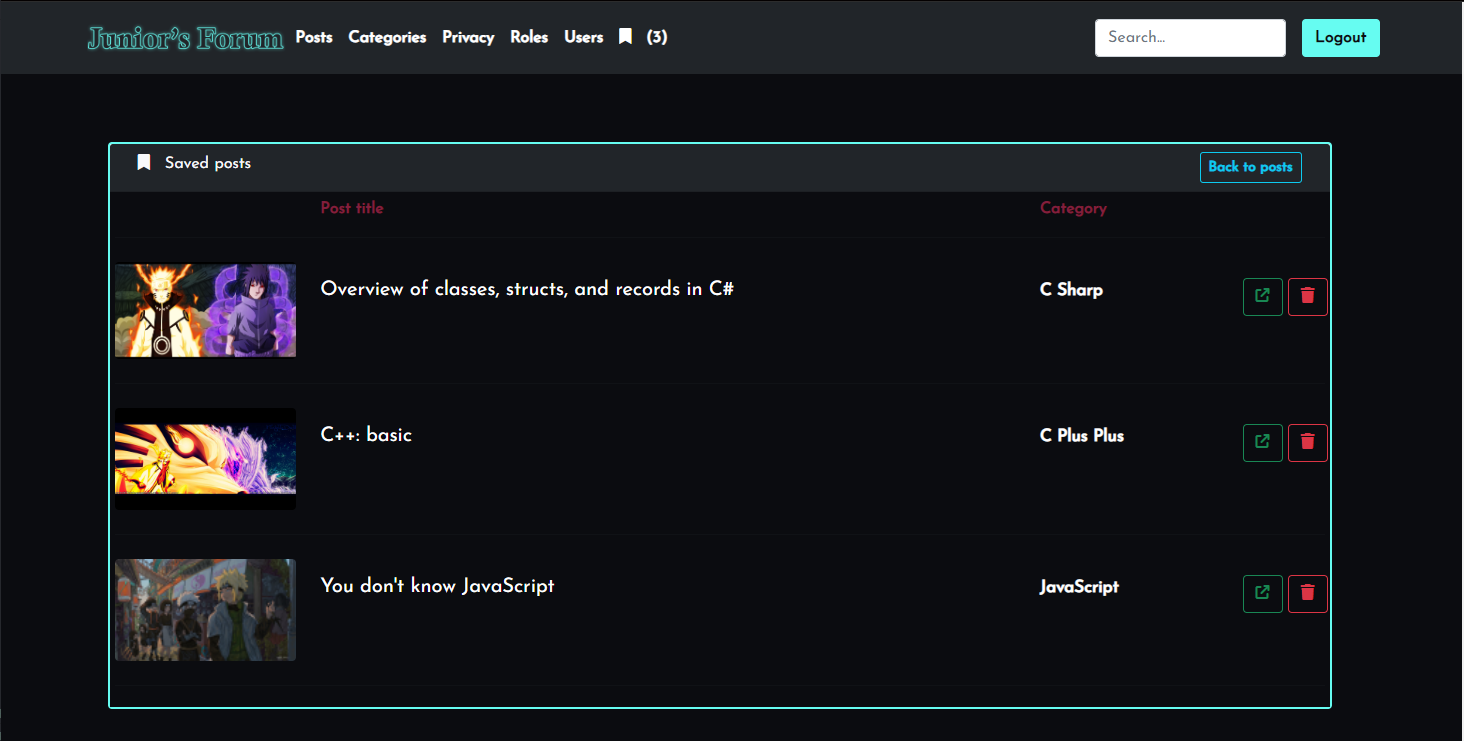 Junior's Forum Posts Categories Privacy Roles Users (3) Search... Logout
Saved posts Back to posts
Post title Category
Overview of classes, structs, and records in C# C Sharp
C++: basic C Plus Plus
You don't know JavaScript JavaScript